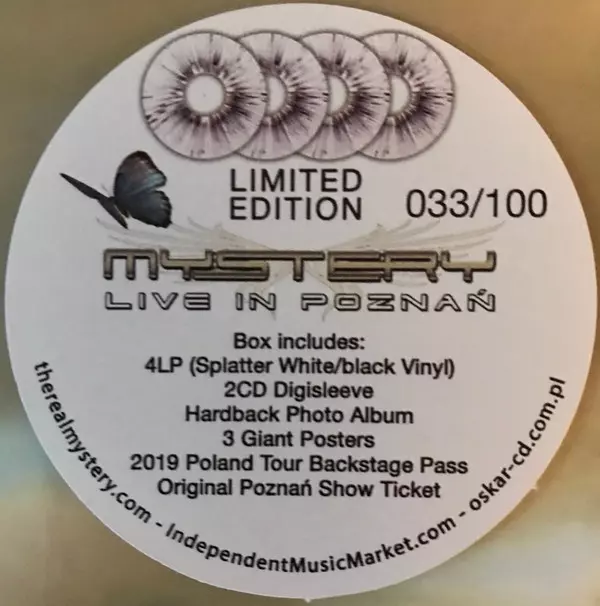 LIMITED
EDITION
033/100
MYSTERY
LIVE IN POZNAŃ
Box includes:
4LP (Splatter White/black Vinyl)
2CD Digisleeve
Hardback Photo Album
3 Giant Posters
2019 Poland Tour Backstage Pass
Original Poznań Show Ticket
therealmystery.com - IndependentMusicMarket.com - oskar-cd.com.pl